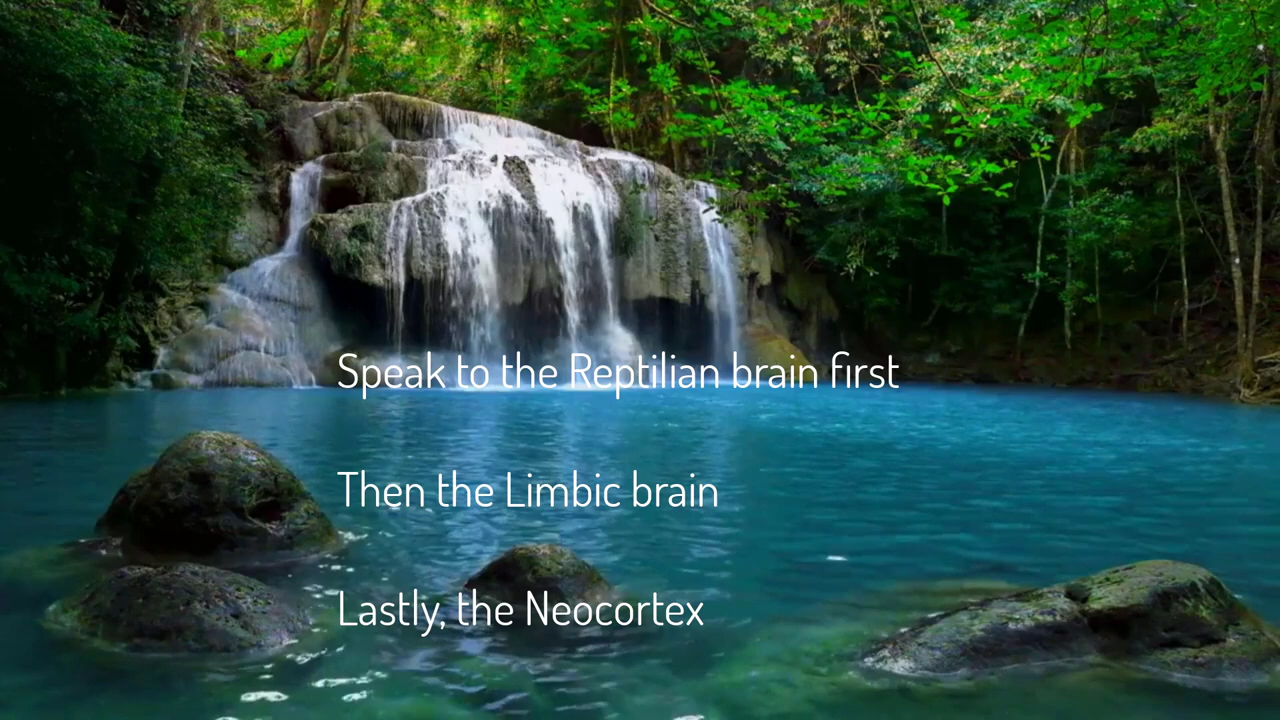 Speak to the Reptilian brain first
Then the Limbic brain
Lastly, the Neocortex